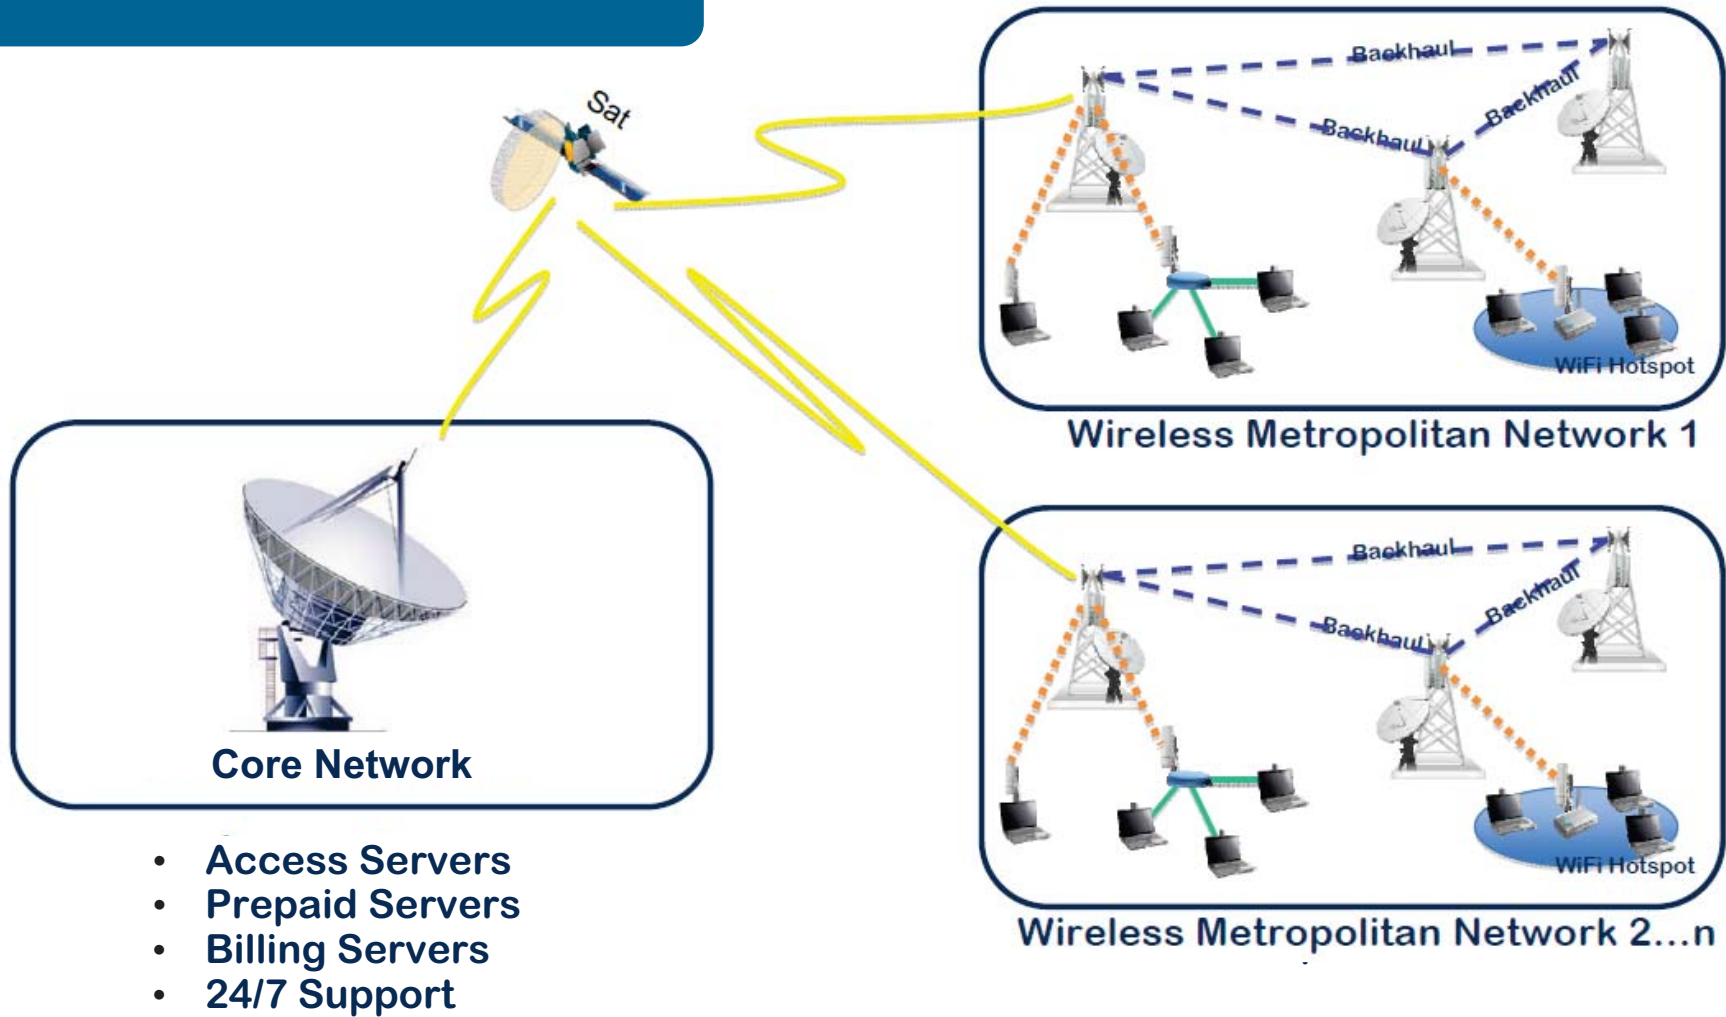 Sat
Backhaul
Backhaul
Backhaul
WiFi Hotspot
Wireless Metropolitan Network 1
Backhaul
Backhaul
Backhaul
WiFi Hotspot
Wireless Metropolitan Network 2...n
Core Network
• Access Servers
• Prepaid Servers
• Billing Servers
• 24/7 Support